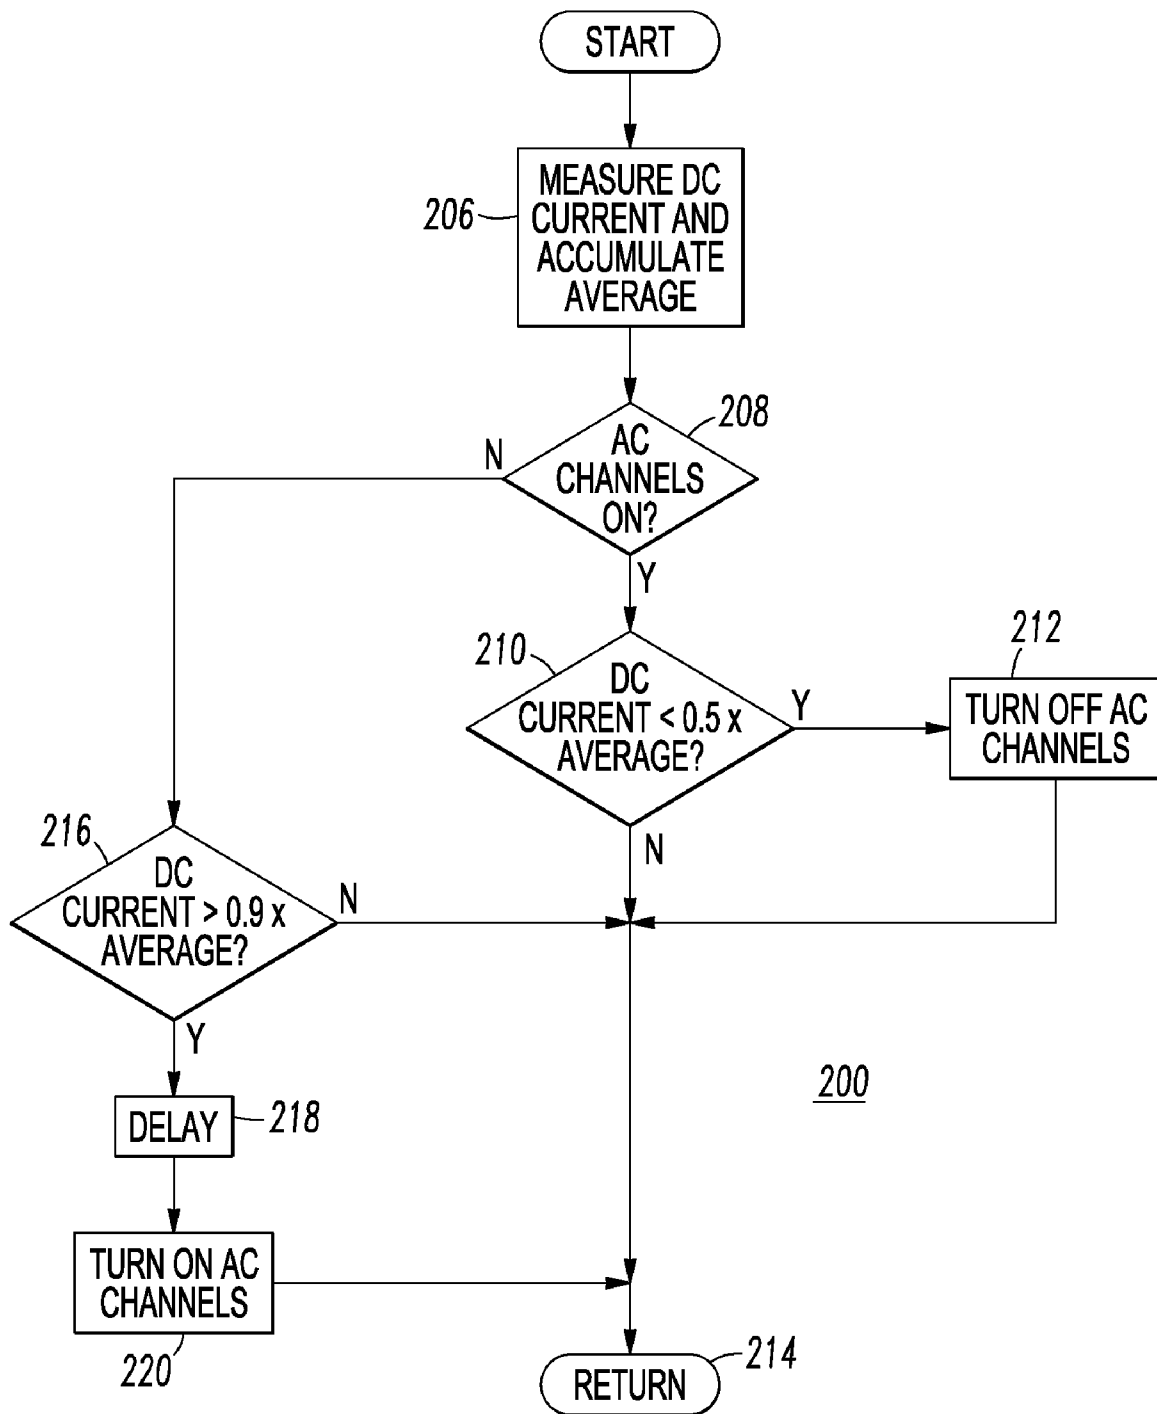 START
206
MEASURE DC
CURRENT AND
ACCUMULATE
AVERAGE
208
AC
CHANNELS
ON?
N
Y
210
DC
CURRENT < 0.5 x
AVERAGE?
Y
N
212
TURN OFF AC
CHANNELS
216
DC
CURRENT > 0.9 x
AVERAGE?
N
Y
200
DELAY
218
TURN ON AC
CHANNELS
220
RETURN
214